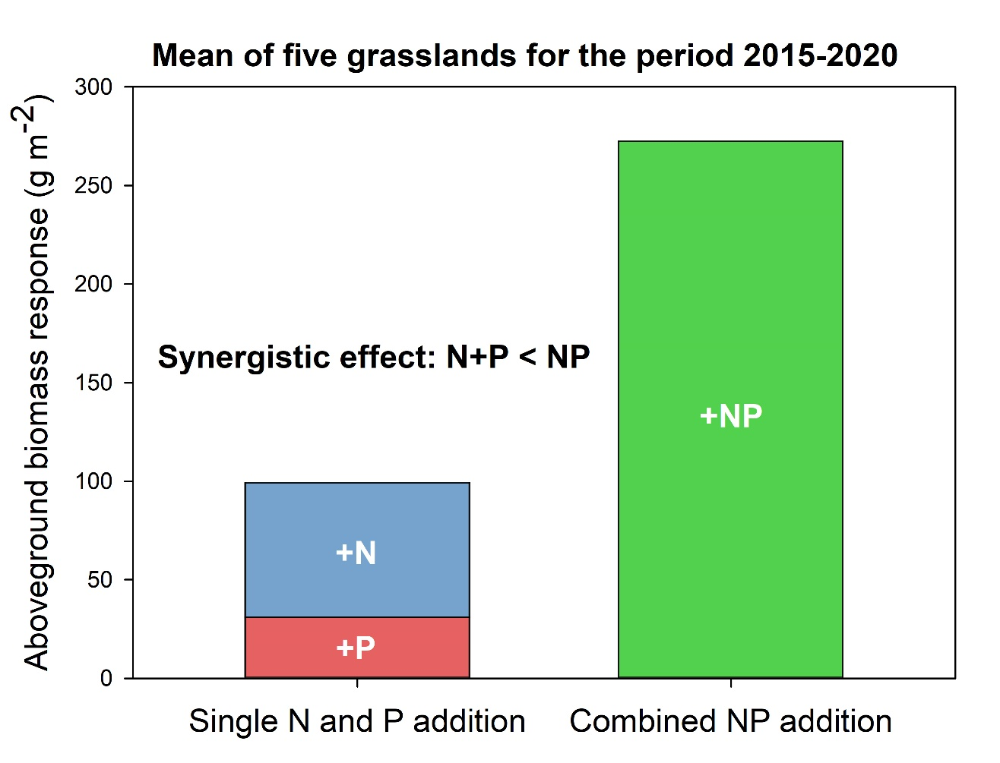 Mean of five grasslands for the period 2015-2020
Aboveground biomass response (g m-2)
300
250
200
150
100
50
0
Synergistic effect: N+P < NP
+NP
+N
+P
Single N and P addition
Combined NP addition